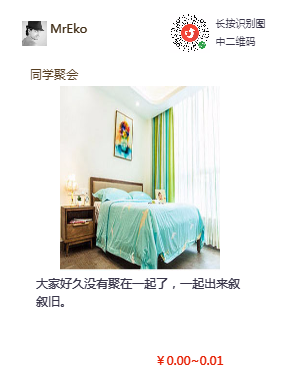 MrEko
长按识别图
中二维码
同学聚会
大家好久没有聚在一起了，一起出来叙
叙旧。
￥0.00~0.01